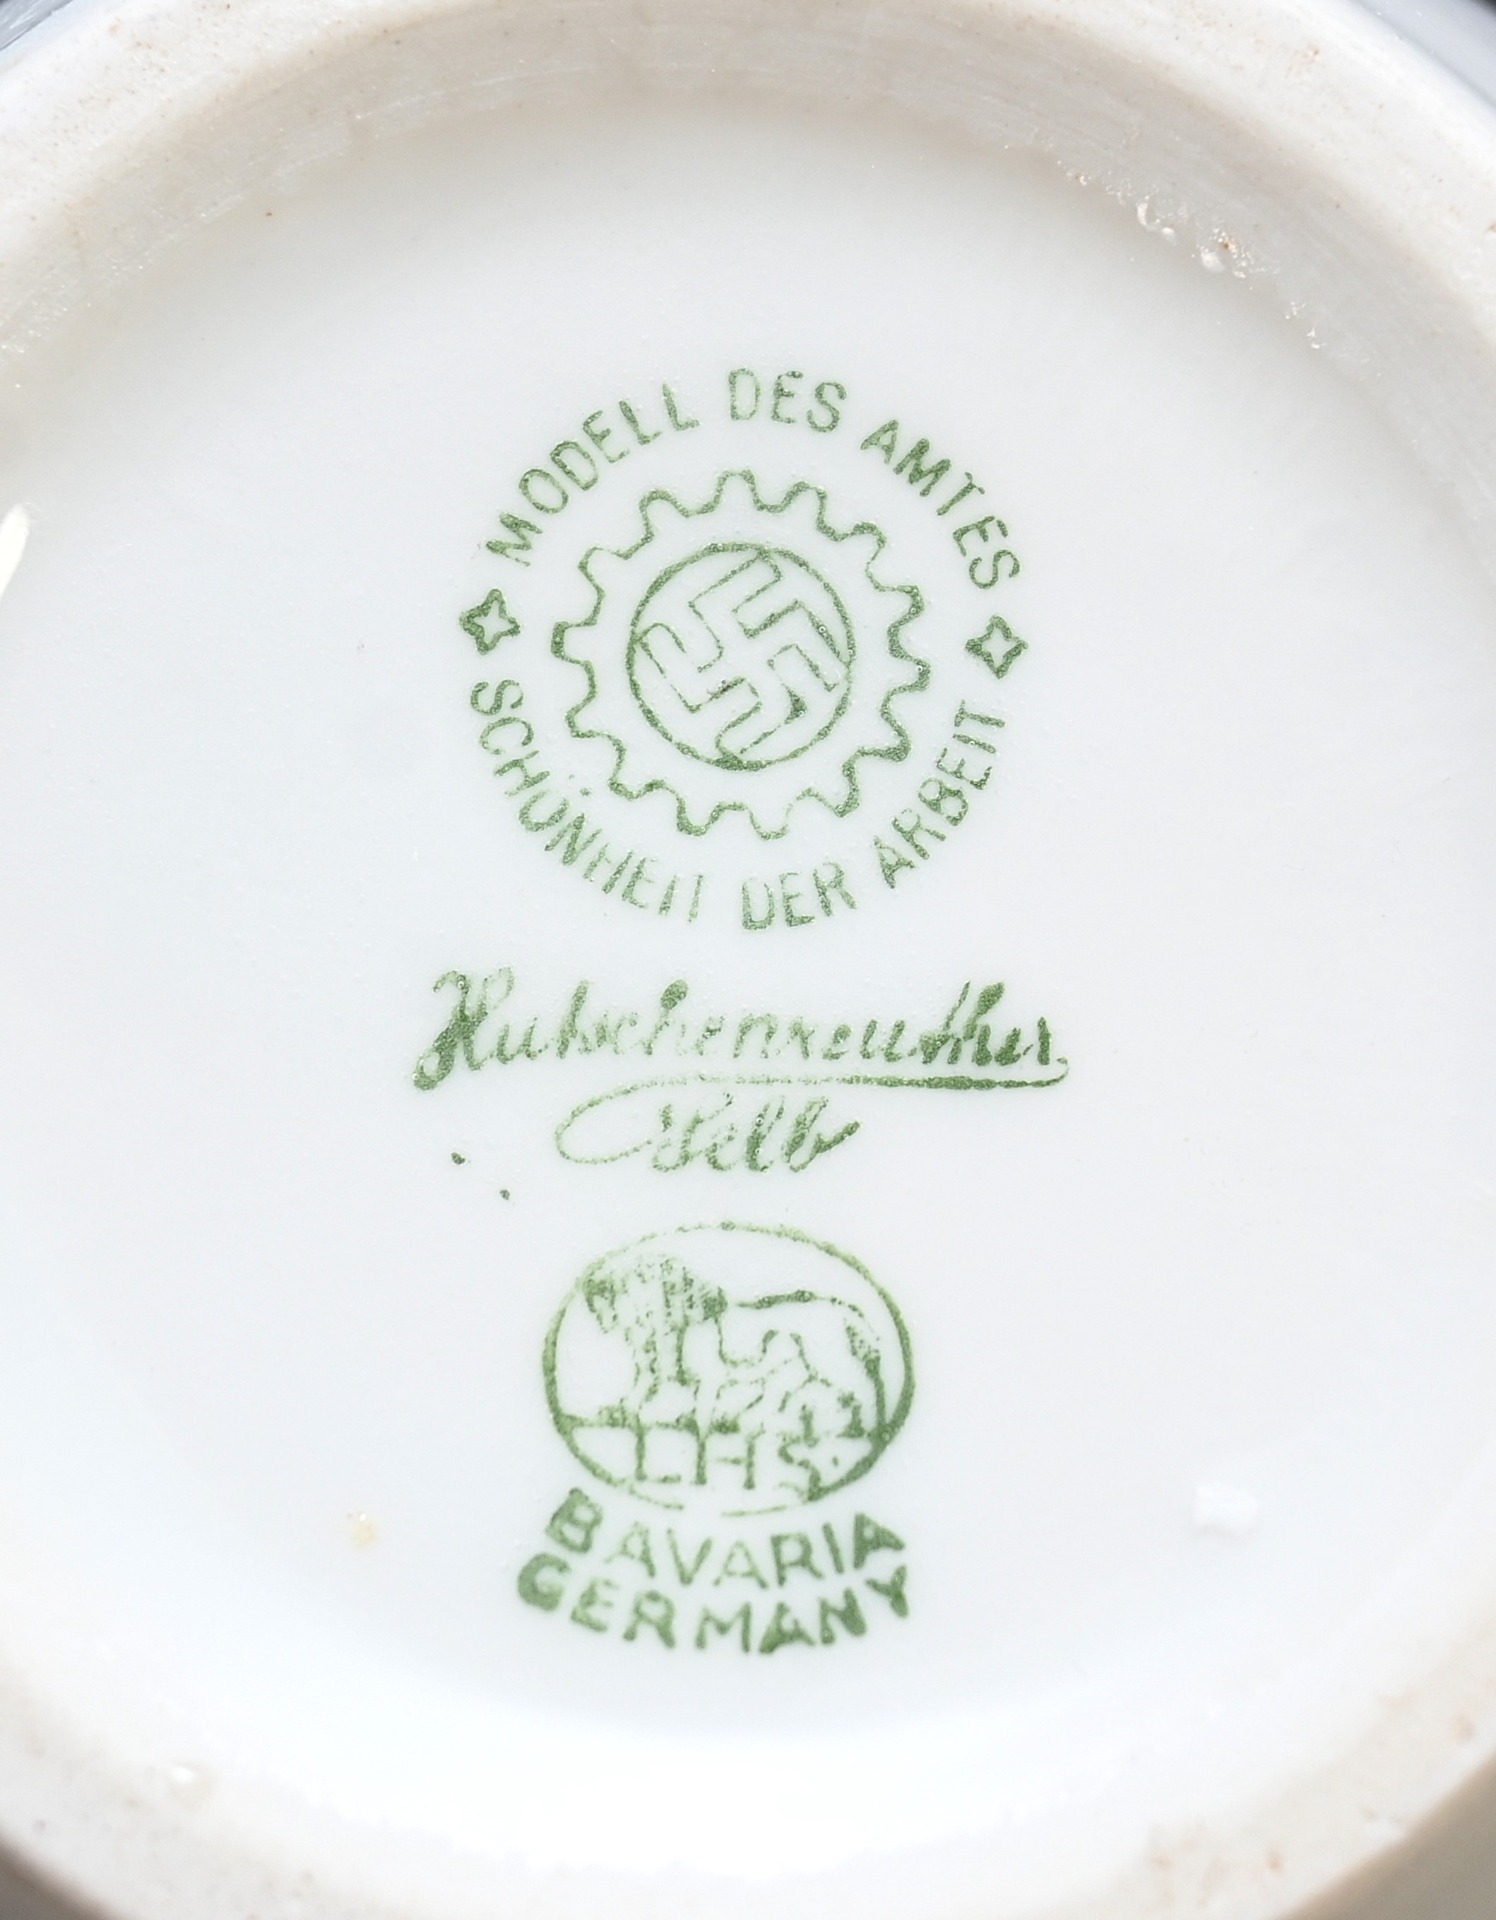 MODELL DES AMTES
SCHÖNHEIT DER ARBEIT
Hutschenreuther
Selb
LHS
BAVARIA
GERMANY